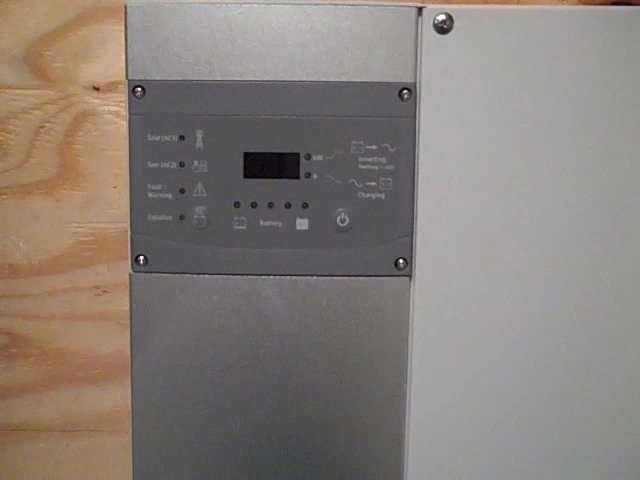 Grid (AC1)
Gen (AC2)
Fault /
Warning
Equalize
kW
A
Inverting
Charging
Battery